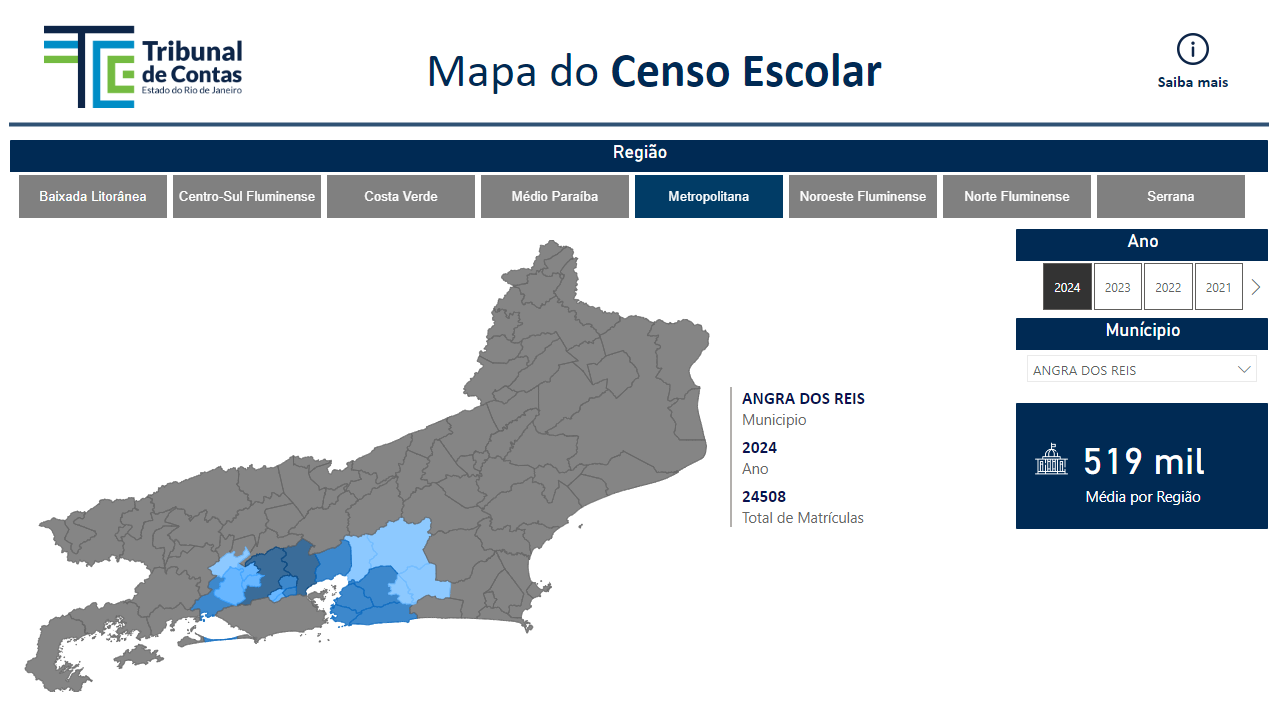 Tribunal
de Contas
Estado do Rio de Janeiro
Mapa do Censo Escolar
Saiba mais
Região
Baixada Litorânea
Centro-Sul Fluminense
Costa Verde
Médio Paraíba
Metropolitana
Noroeste Fluminense
Norte Fluminense
Serrana
Ano
2024
2023
2022
2021
Munícipio
ANGRA DOS REIS
519 mil
Média por Região
ANGRA DOS REIS
Municipio
2024
Ano
24508
Total de Matrículas